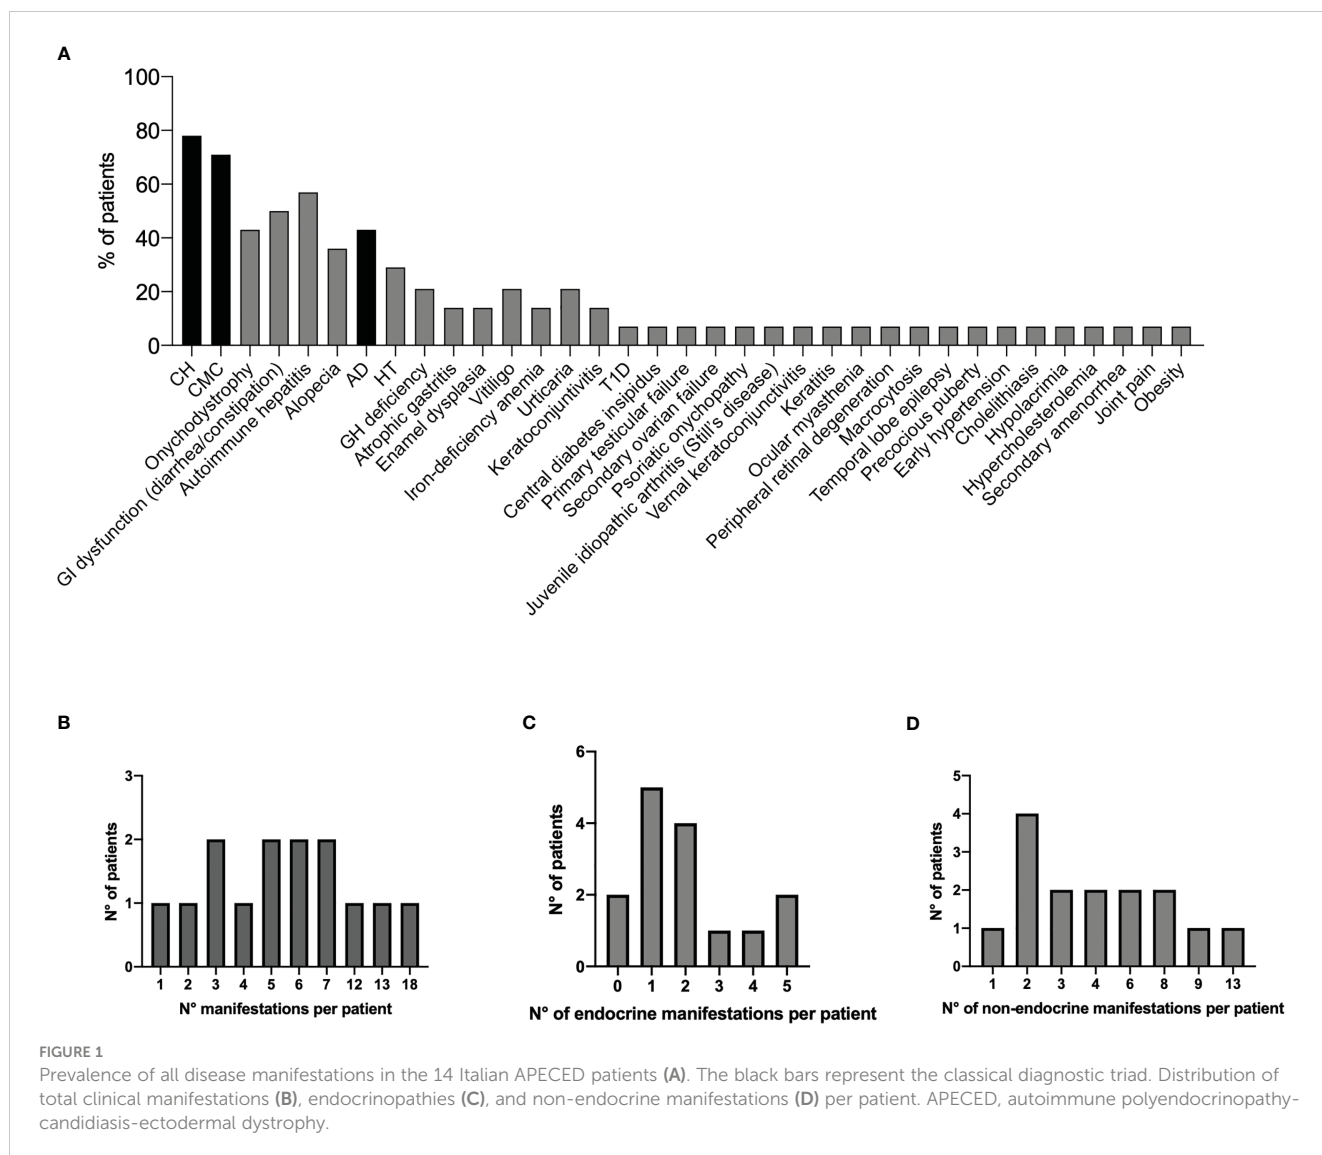 A
100
80
60
40
20
0
% of patients
CH
CMC
Onychodystrophy
GI dysfunction (diarrhea/constipation)
Autoimmune hepatitis
Alopecia
AD
HT
GH deficiency
Atrophic gastritis
Enamel dysplasia
Vitiligo
Iron-deficiency anemia
Urticaria
Keratoconjuntivitis
T1D
Central diabetes insipidus
Primary testicular failure
Secondary ovarian failure
Psoriatic onychopathy
Juvenile idiopathic arthritis (Still's disease)
Vernal keratoconjunctivitis
Keratitis
Ocular myasthenia
Peripheral retinal degeneration
Macrocytosis
Temporal lobe epilepsy
Precocious puberty
Early hypertension
Cholelithiasis
Hypolacrimia
Hypercholesterolemia
Secondary amenorrhea
Joint pain
Obesity
B
3
2
1
0
N° of patients
1 2 3 4 5 6 7 12 13 18
N° manifestations per patient
C
6
4
2
0
N° of patients
0 1 2 3 4 5
N° of endocrine manifestations per patient
D
5
4
3
2
1
0
N° of patients
1 2 3 4 6 8 9 13
N° of non-endocrine manifestations per patient
FIGURE 1
Prevalence of all disease manifestations in the 14 Italian APECED patients (A). The black bars represent the classical diagnostic triad. Distribution of
total clinical manifestations (B), endocrinopathies (C), and non-endocrine manifestations (D) per patient. APECED, autoimmune polyendocrinopathy-
candidiasis-ectodermal dystrophy.